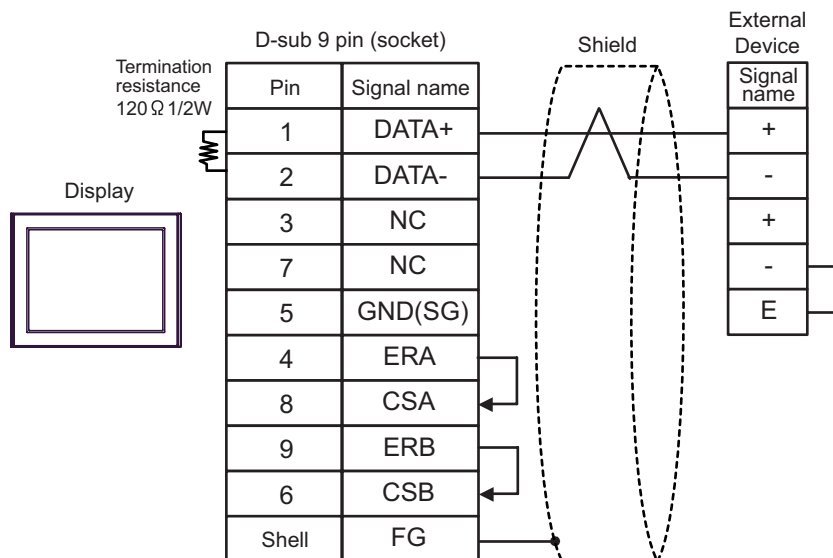 D-sub 9 pin (socket)
Shield
External
Device
Termination
resistance
120Ω 1/2W
Display
Pin Signal name
1 DATA+
2 DATA-
3 NC
7 NC
5 GND(SG)
4 ERA
8 CSA
9 ERB
6 CSB
Shell FG
Signal
name
+
-
+
-
E